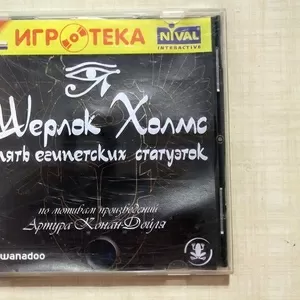 ИГРОТЕКА
NIVAL
INTERACTIVE
Шерлок Холмс
пять египетских статуэток
по мотивам произведений
Артура Конан-Дойля
wanadoo